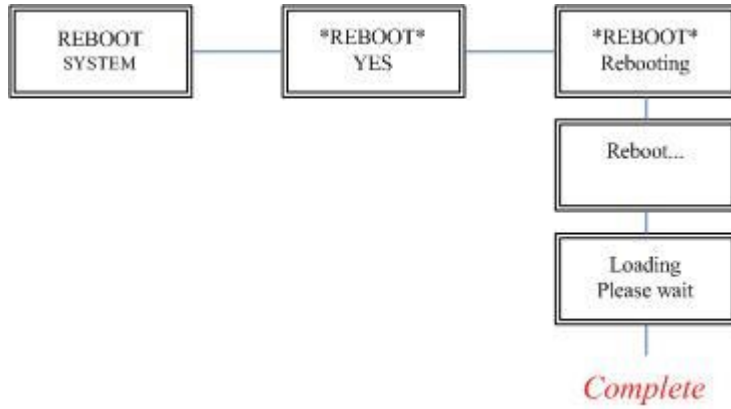 REBOOT
SYSTEM
*REBOOT*
YES
*REBOOT*
Rebooting
Reboot...
Loading
Please wait
Complete